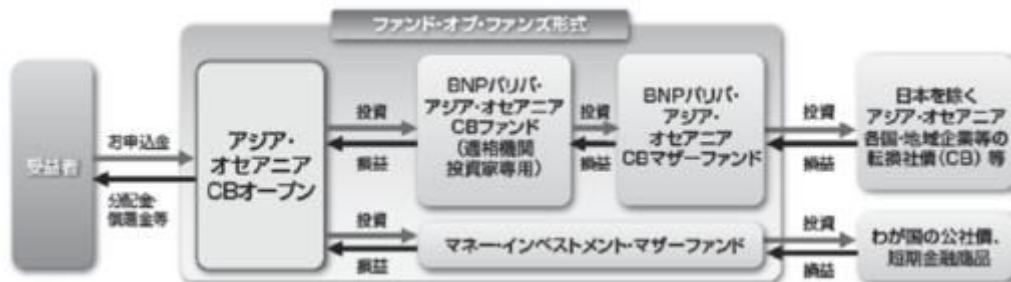 ファンド・オブ・ファンズ形式
受益者
お申込金
分配金・
償還金等
アジア・
オセアニア
CBオープン
投資
損益
BNPパリバ・
アジア・オセアニア
CBファンド
(適格機関
投資家専用)
投資
損益
BNPパリバ・
アジア・
オセアニア
CBマザーファンド
投資
損益
日本を除く
アジア・オセアニア
各国・地域企業等の
転換社債(CB)等
投資
損益
マネー・インベストメント・マザーファンド
投資
損益
わが国の公社債、
短期金融商品